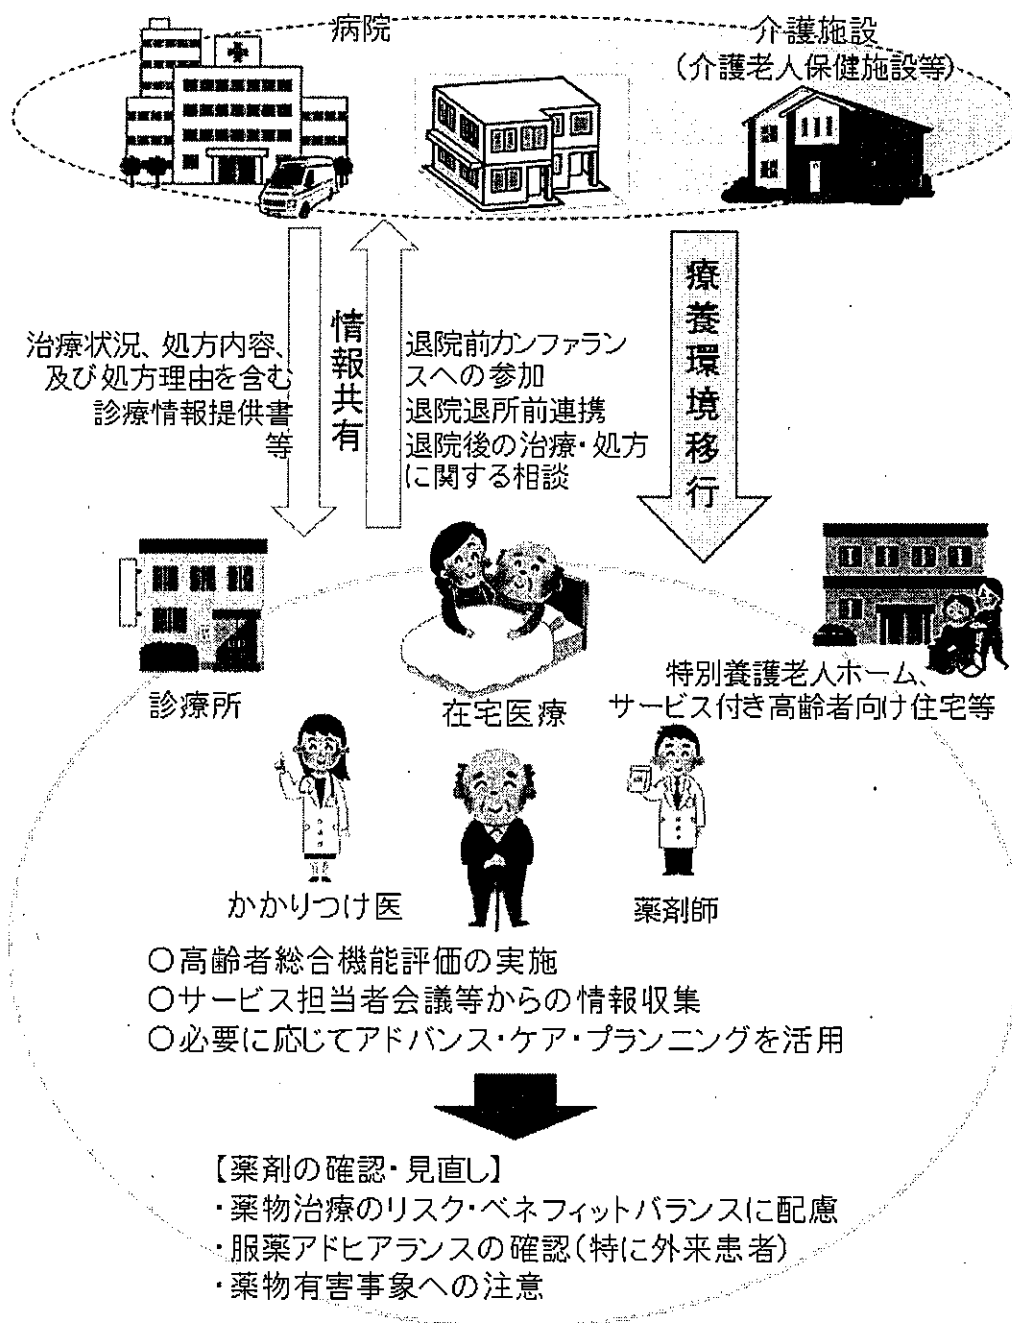 病院
介護施設
(介護老人保健施設等)
治療状況、処方内容、
及び処方理由を含む
診療情報提供書
等
情報共有
退院前カンファラン
スへの参加
退院退所前連携
退院後の治療・処方
に関する相談
療養環境移行
診療所
在宅医療
特別養護老人ホーム、
サービス付き高齢者向け住宅等
かかりつけ医
薬剤師
○高齢者総合機能評価の実施
○サービス担当者会議等からの情報収集
○必要に応じてアドバンス・ケア・プランニングを活用
【薬剤の確認・見直し】
・薬物治療のリスク・ベネフィットバランスに配慮
・服薬アドヒアランスの確認(特に外来患者)
・薬物有害事象への注意